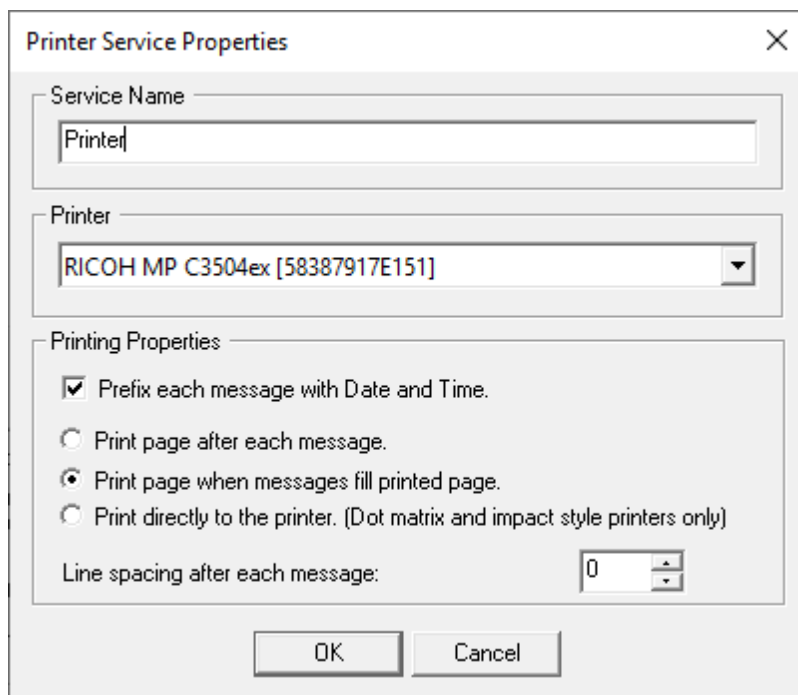 Printer Service Properties
Service Name
Printer
Printer
RICOH MP C3504ex [58387917E151]
Printing Properties
Prefix each message with Date and Time.
Print page after each message.
Print page when messages fill printed page.
Print directly to the printer. (Dot matrix and impact style printers only)
Line spacing after each message: 0
OK Cancel